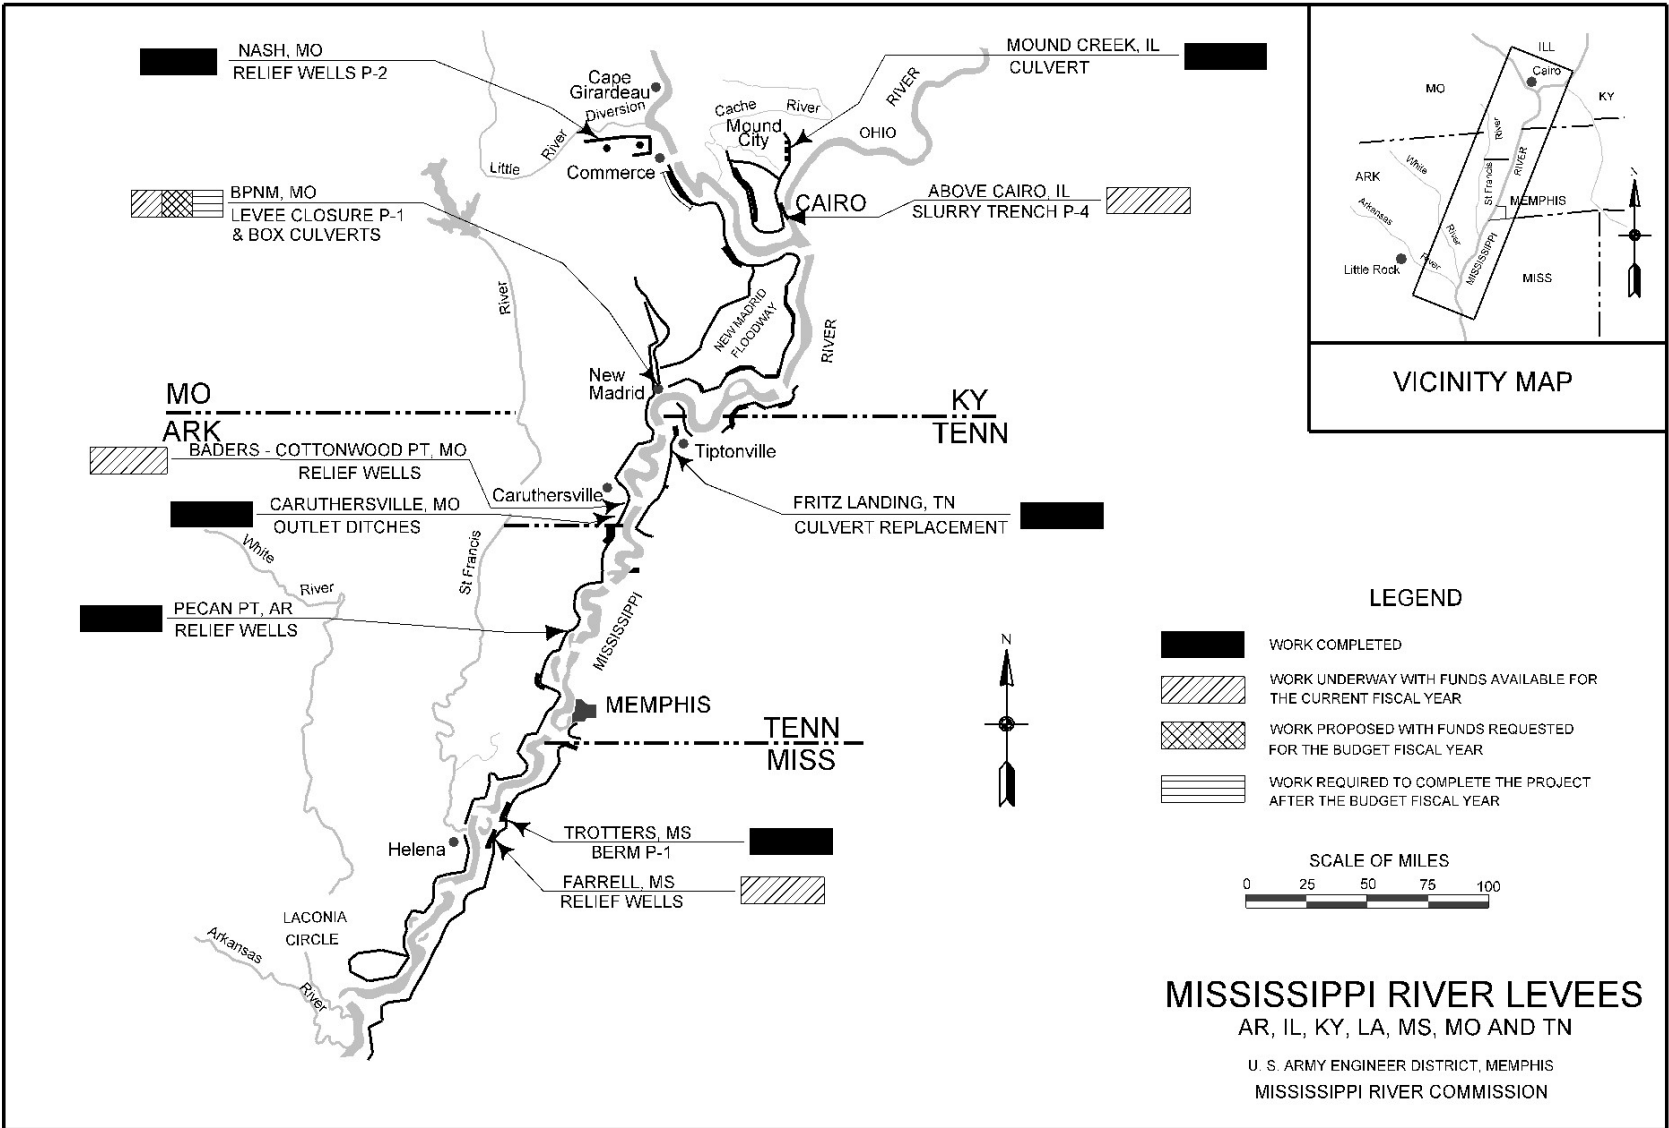 NASH, MO
RELIEF WELLS P-2
Cape
Girardeau
Diversion
Little
River
Commerce
Cache
River
Mound
City
MOUND CREEK, IL
CULVERT
RIVER
OHIO
BPNM, MO
LEVEE CLOSURE P-1
& BOX CULVERTS
CAIRO
ABOVE CAIRO, IL
SLURRY TRENCH P-4
River
NEW MADRID
FLOODWAY
RIVER
New
Madrid
MO
ARK
KY
TENN
BADERS - COTTONWOOD PT, MO
RELIEF WELLS
Tiptonville
Caruthersville
CARUTHERSVILLE, MO
OUTLET DITCHES
FRITZ LANDING, TN
CULVERT REPLACEMENT
White
River
St Francis
PECAN PT, AR
RELIEF WELLS
MISSISSIPPI
MEMPHIS
TENN
MISS
Helena
TROTTERS, MS
BERM P-1
FARRELL, MS
RELIEF WELLS
LACONIA
CIRCLE
Arkansas
River
N
ILL
Cairo
MO
KY
River
White
RIVER
ARK
St Francis
MEMPHIS
Arkansas
River
MISSISSIPPI
Little Rock
River
MISS
N
VICINITY MAP
LEGEND
WORK COMPLETED
WORK UNDERWAY WITH FUNDS AVAILABLE FOR
THE CURRENT FISCAL YEAR
WORK PROPOSED WITH FUNDS REQUESTED
FOR THE BUDGET FISCAL YEAR
WORK REQUIRED TO COMPLETE THE PROJECT
AFTER THE BUDGET FISCAL YEAR
SCALE OF MILES
0 25 50 75 100
MISSISSIPPI RIVER LEVEES
AR, IL, KY, LA, MS, MO AND TN
U. S. ARMY ENGINEER DISTRICT, MEMPHIS
MISSISSIPPI RIVER COMMISSION